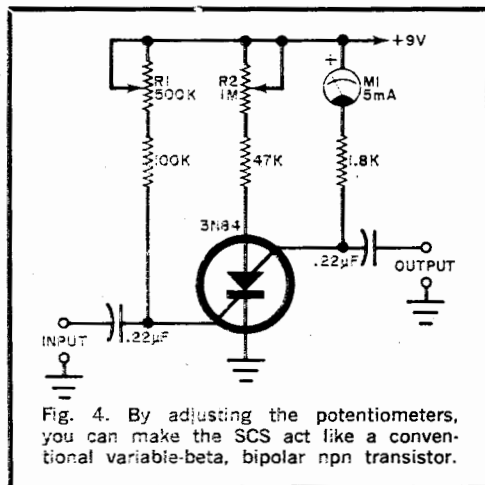 +9V
+
R1
500K
R2
1M
M1
5mA
100K
47K
1.8K
3N84
.22µF
OUTPUT
INPUT
.22µF
Fig. 4. By adjusting the potentiometers,
you can make the SCS act like a conven-
tional variable-beta, bipolar npn transistor.